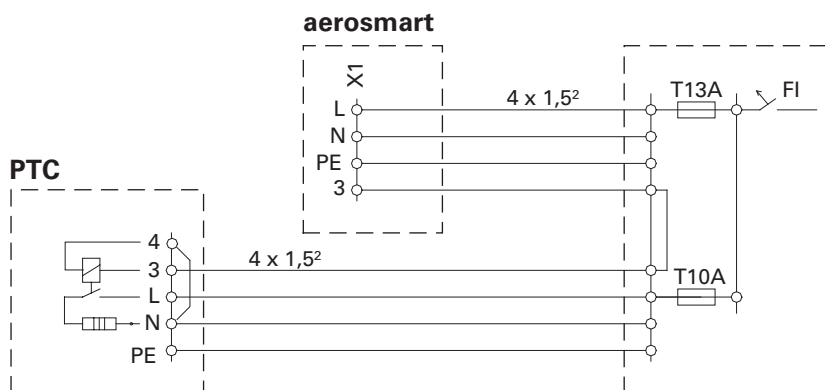 aerosmart
X1
L
4 x 1,5²
T13A
FI
N
PE
3
PTC
4
3
4 x 1,5²
T10A
L
N
PE